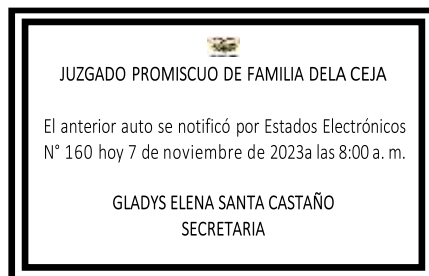 JUZGADO PROMISCUO DE FAMILIA DELA CEJA
El anterior auto se notificó por Estados Electrónicos
N° 160 hoy 7 de noviembre de 2023a las 8:00 a. m.
GLADYS ELENA SANTA CASTAÑO
SECRETARIA